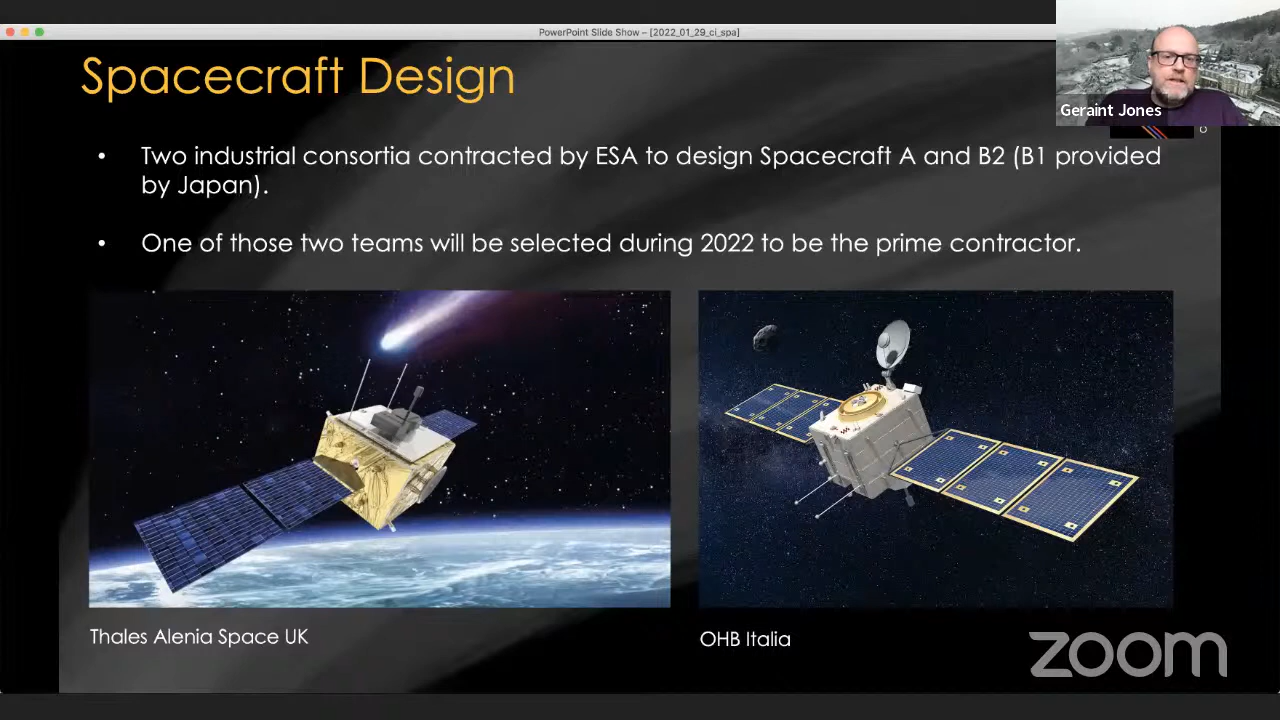 PowerPoint Slide Show – [2022_01_29_ci_spa]
Spacecraft Design
Geraint Jones
• Two industrial consortia contracted by ESA to design Spacecraft A and B2 (B1 provided
by Japan).
• One of those two teams will be selected during 2022 to be the prime contractor.
Thales Alenia Space UK
OHB Italia
zoom